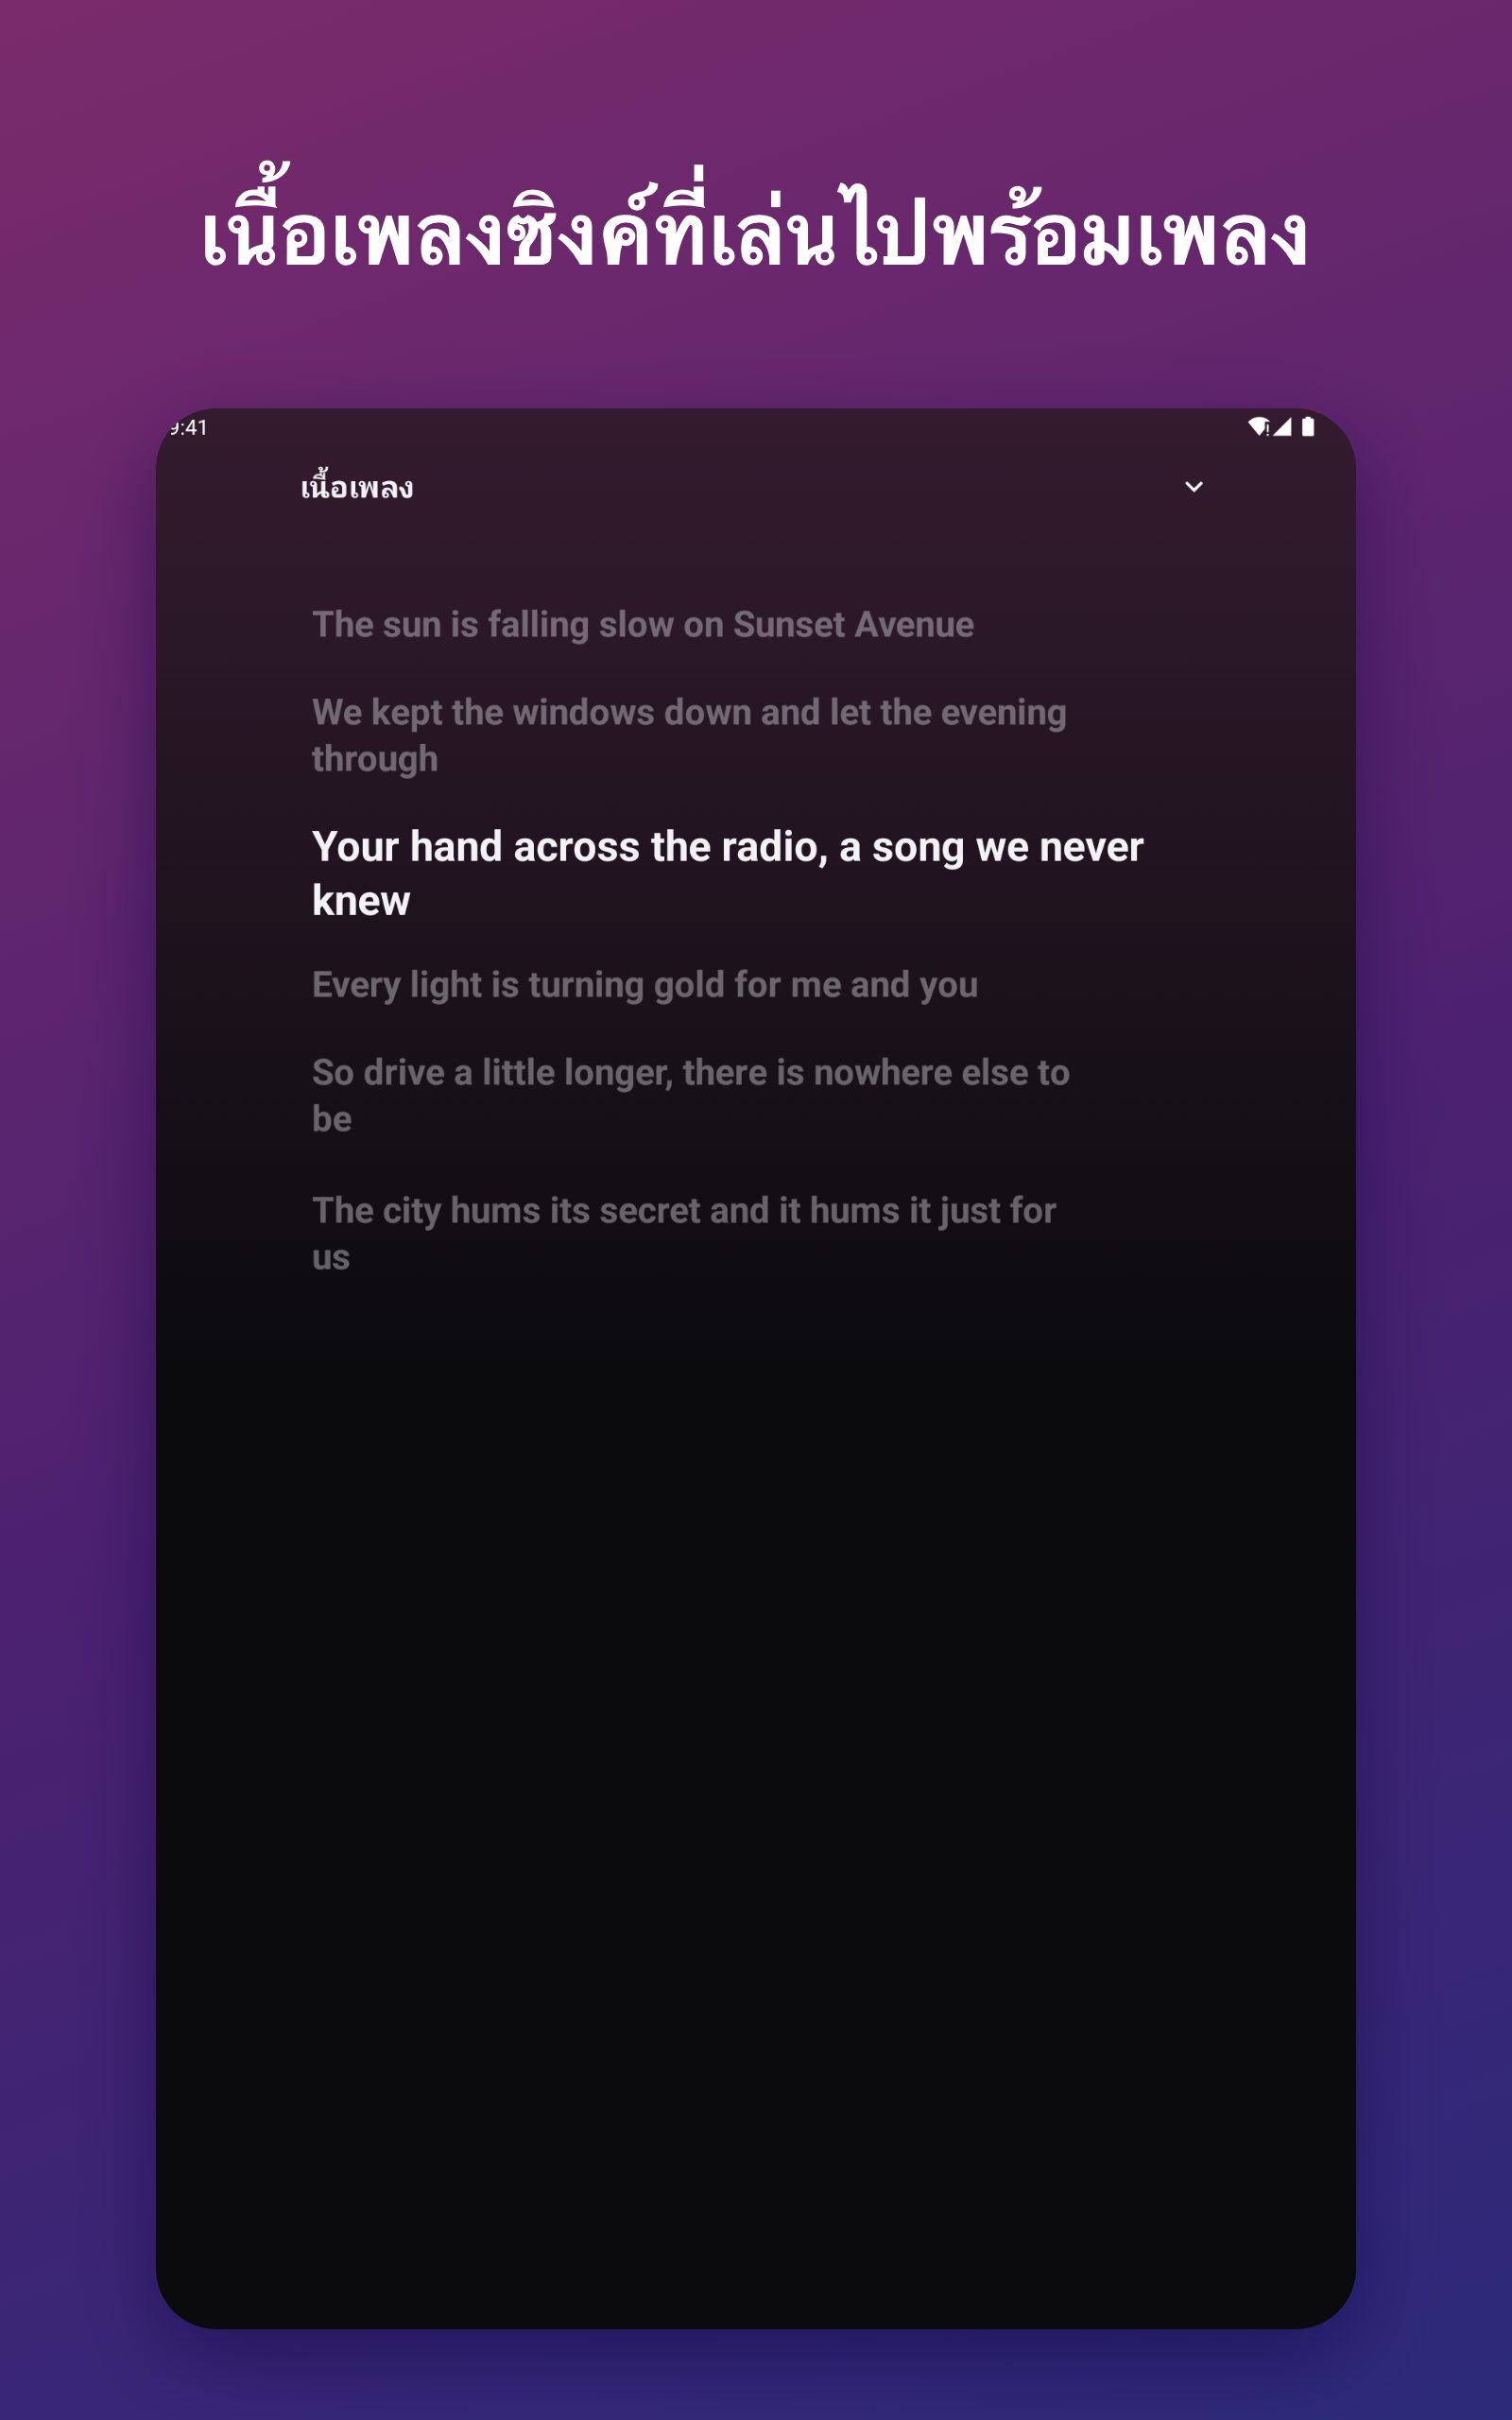 เนื้อเพลงซิงค์ที่เล่นไปพร้อมเพลง
9:41
เนื้อเพลง
The sun is falling slow on Sunset Avenue
We kept the windows down and let the evening
through
Your hand across the radio, a song we never
knew
Every light is turning gold for me and you
So drive a little longer, there is nowhere else to
be
The city hums its secret and it hums it just for
us